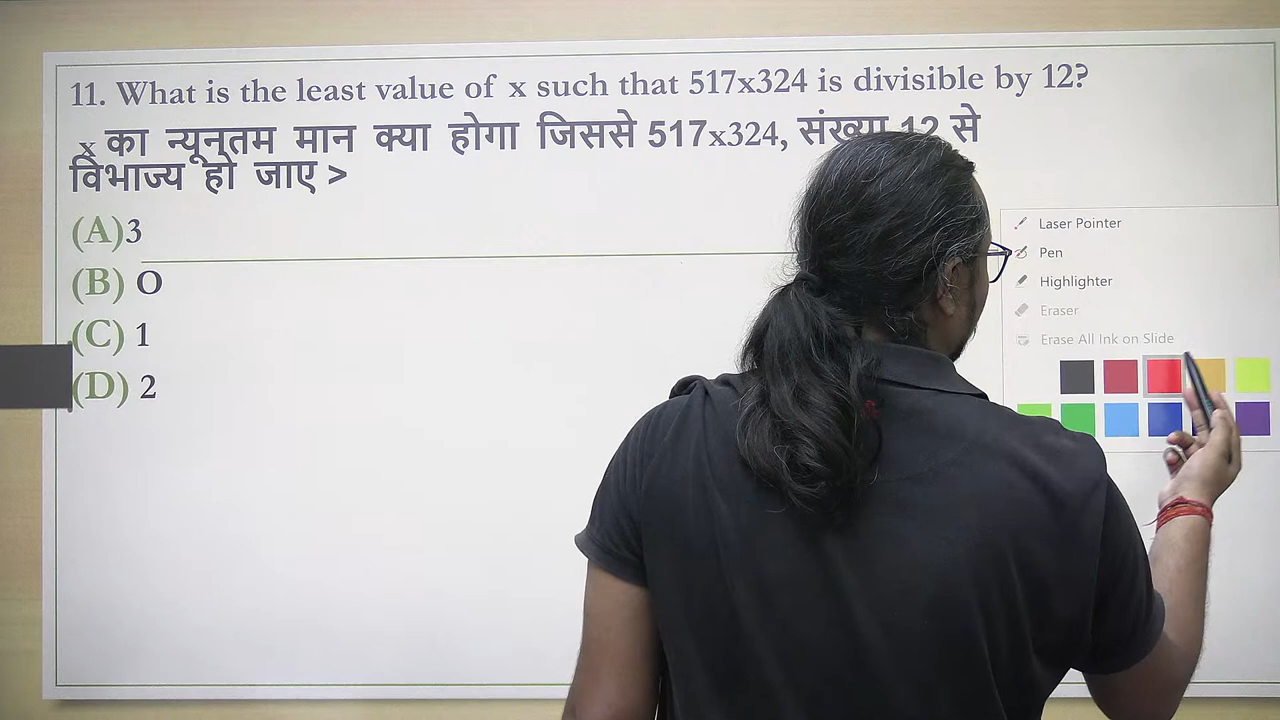 11. What is the least value of x such that 517x324 is divisible by 12?
x का न्यूनतम मान क्या होगा जिससे 517x324, संख्या 12 से
विभाज्य हो जाए >
(A)3
(B) O
(C) 1
(D) 2
Laser Pointer
Pen
Highlighter
Eraser
Erase All Ink on Slide